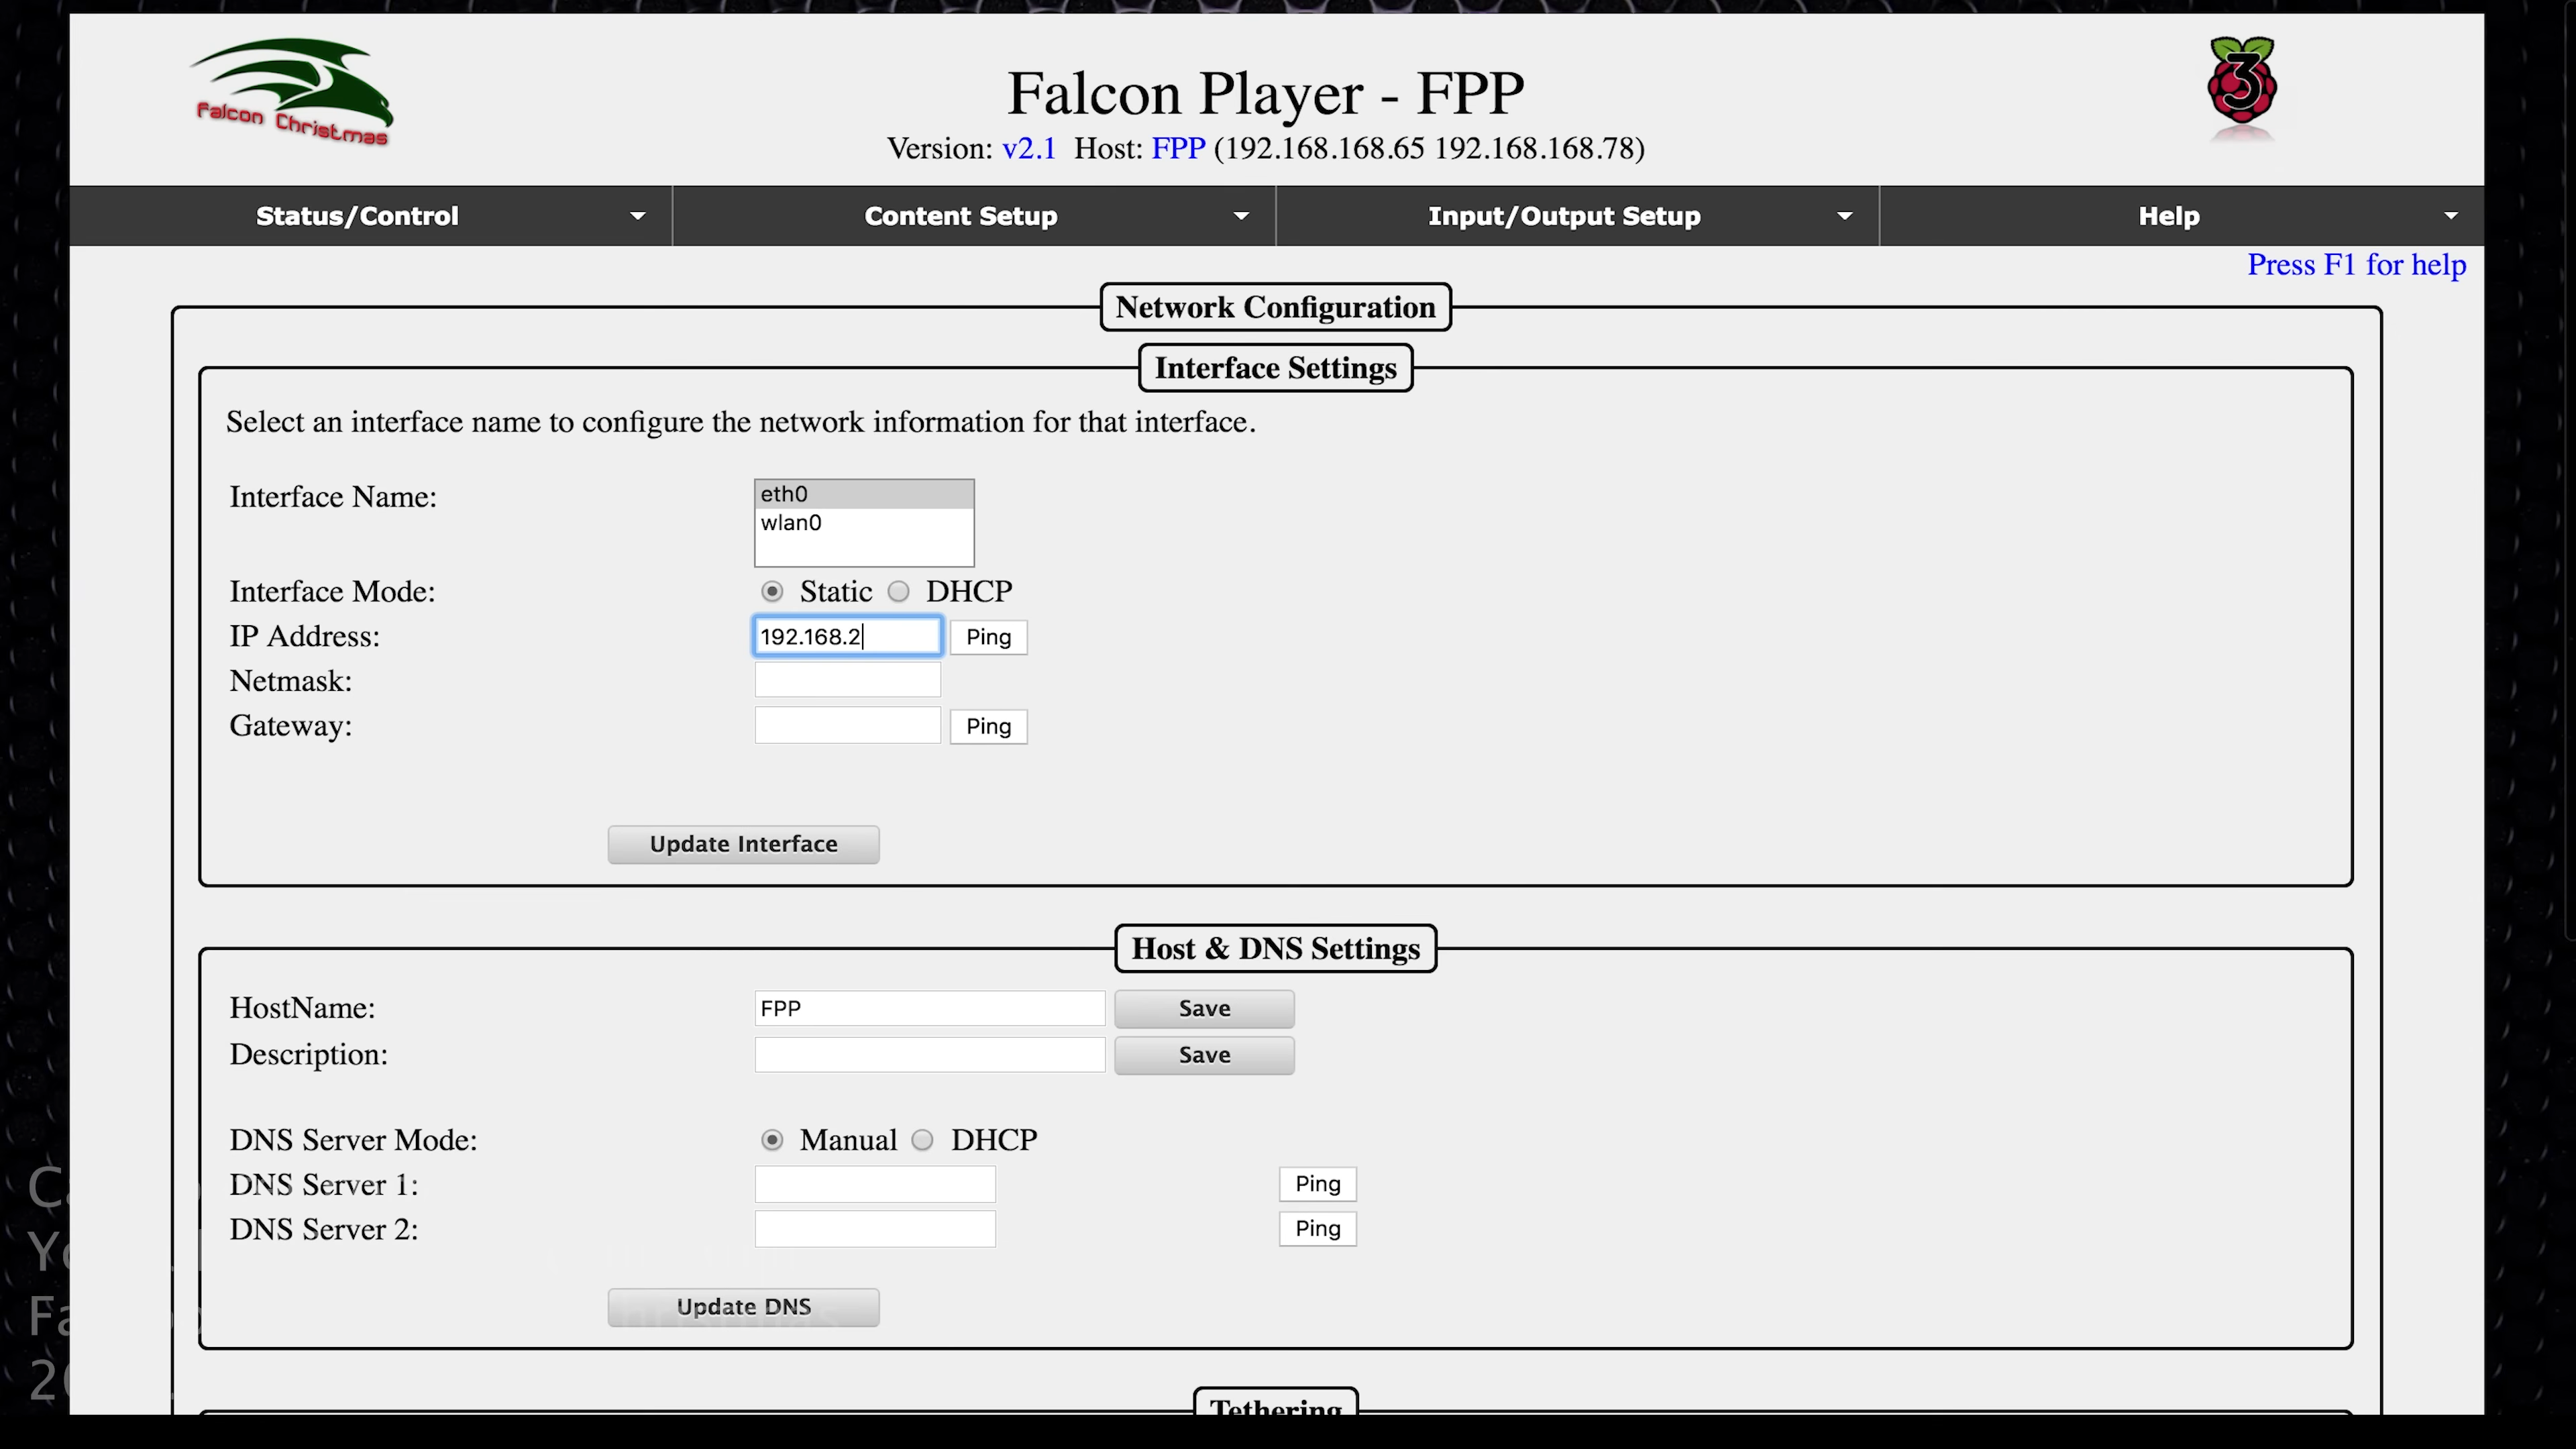 Falcon Christmas
Falcon Player - FPP
3
Version: v2.1 Host: FPP (192.168.168.65 192.168.168.78)
Status/Control Content Setup Input/Output Setup Help
Press F1 for help
Network Configuration
Interface Settings
Select an interface name to configure the network information for that interface.
Interface Name: eth0
wlan0
Interface Mode: Static DHCP
IP Address: 192.168.2 Ping
Netmask:
Gateway: Ping
Update Interface
Host & DNS Settings
HostName: FPP Save
Description: Save
DNS Server Mode: Manual DHCP
DNS Server 1: Ping
DNS Server 2: Ping
Update DNS
Tethering